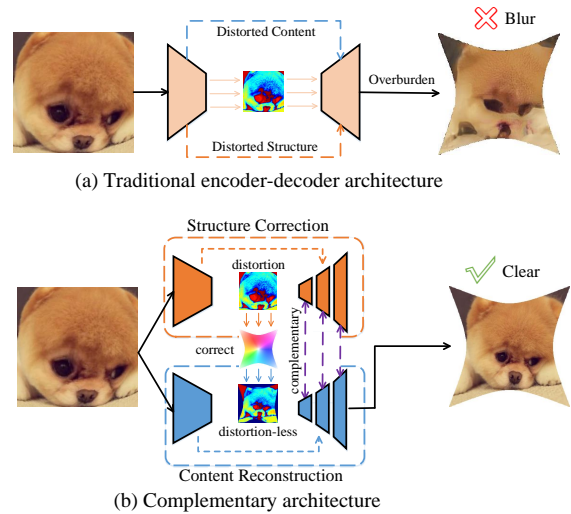 Distorted Content
Blur
Overburden
Distorted Structure
(a) Traditional encoder-decoder architecture
Structure Correction
distortion
Clear
correct
complementary
distortion-less
Content Reconstruction
(b) Complementary architecture